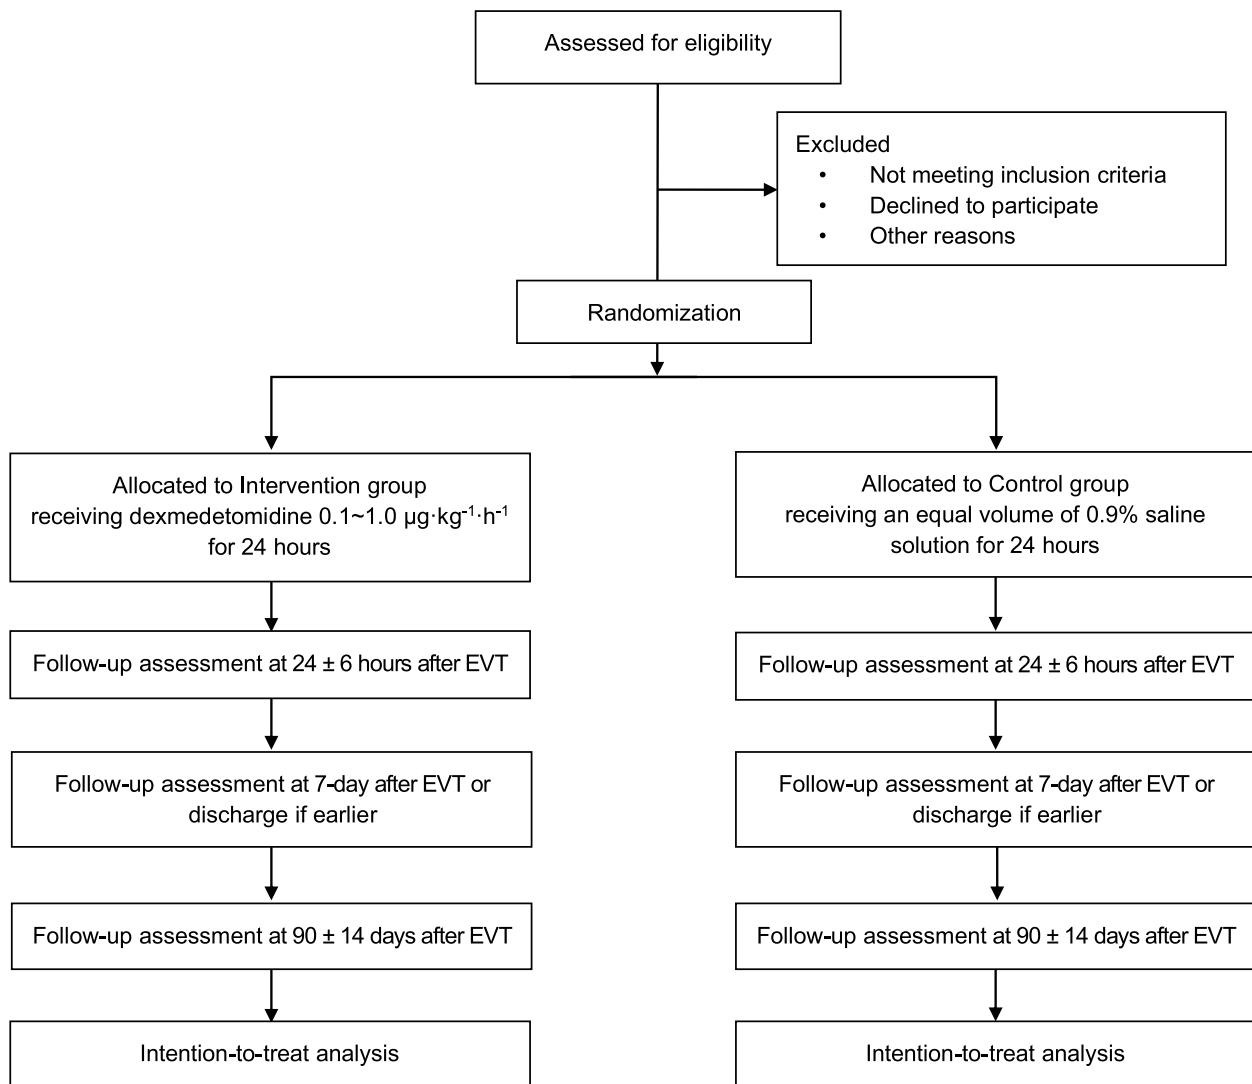 Assessed for eligibility
Excluded
• Not meeting inclusion criteria
• Declined to participate
• Other reasons
Randomization
Allocated to Intervention group
receiving dexmedetomidine 0.1~1.0 µg·kg⁻¹·h⁻¹
for 24 hours
Allocated to Control group
receiving an equal volume of 0.9% saline
solution for 24 hours
Follow-up assessment at 24 ± 6 hours after EVT
Follow-up assessment at 24 ± 6 hours after EVT
Follow-up assessment at 7-day after EVT or
discharge if earlier
Follow-up assessment at 7-day after EVT or
discharge if earlier
Follow-up assessment at 90 ± 14 days after EVT
Follow-up assessment at 90 ± 14 days after EVT
Intention-to-treat analysis
Intention-to-treat analysis